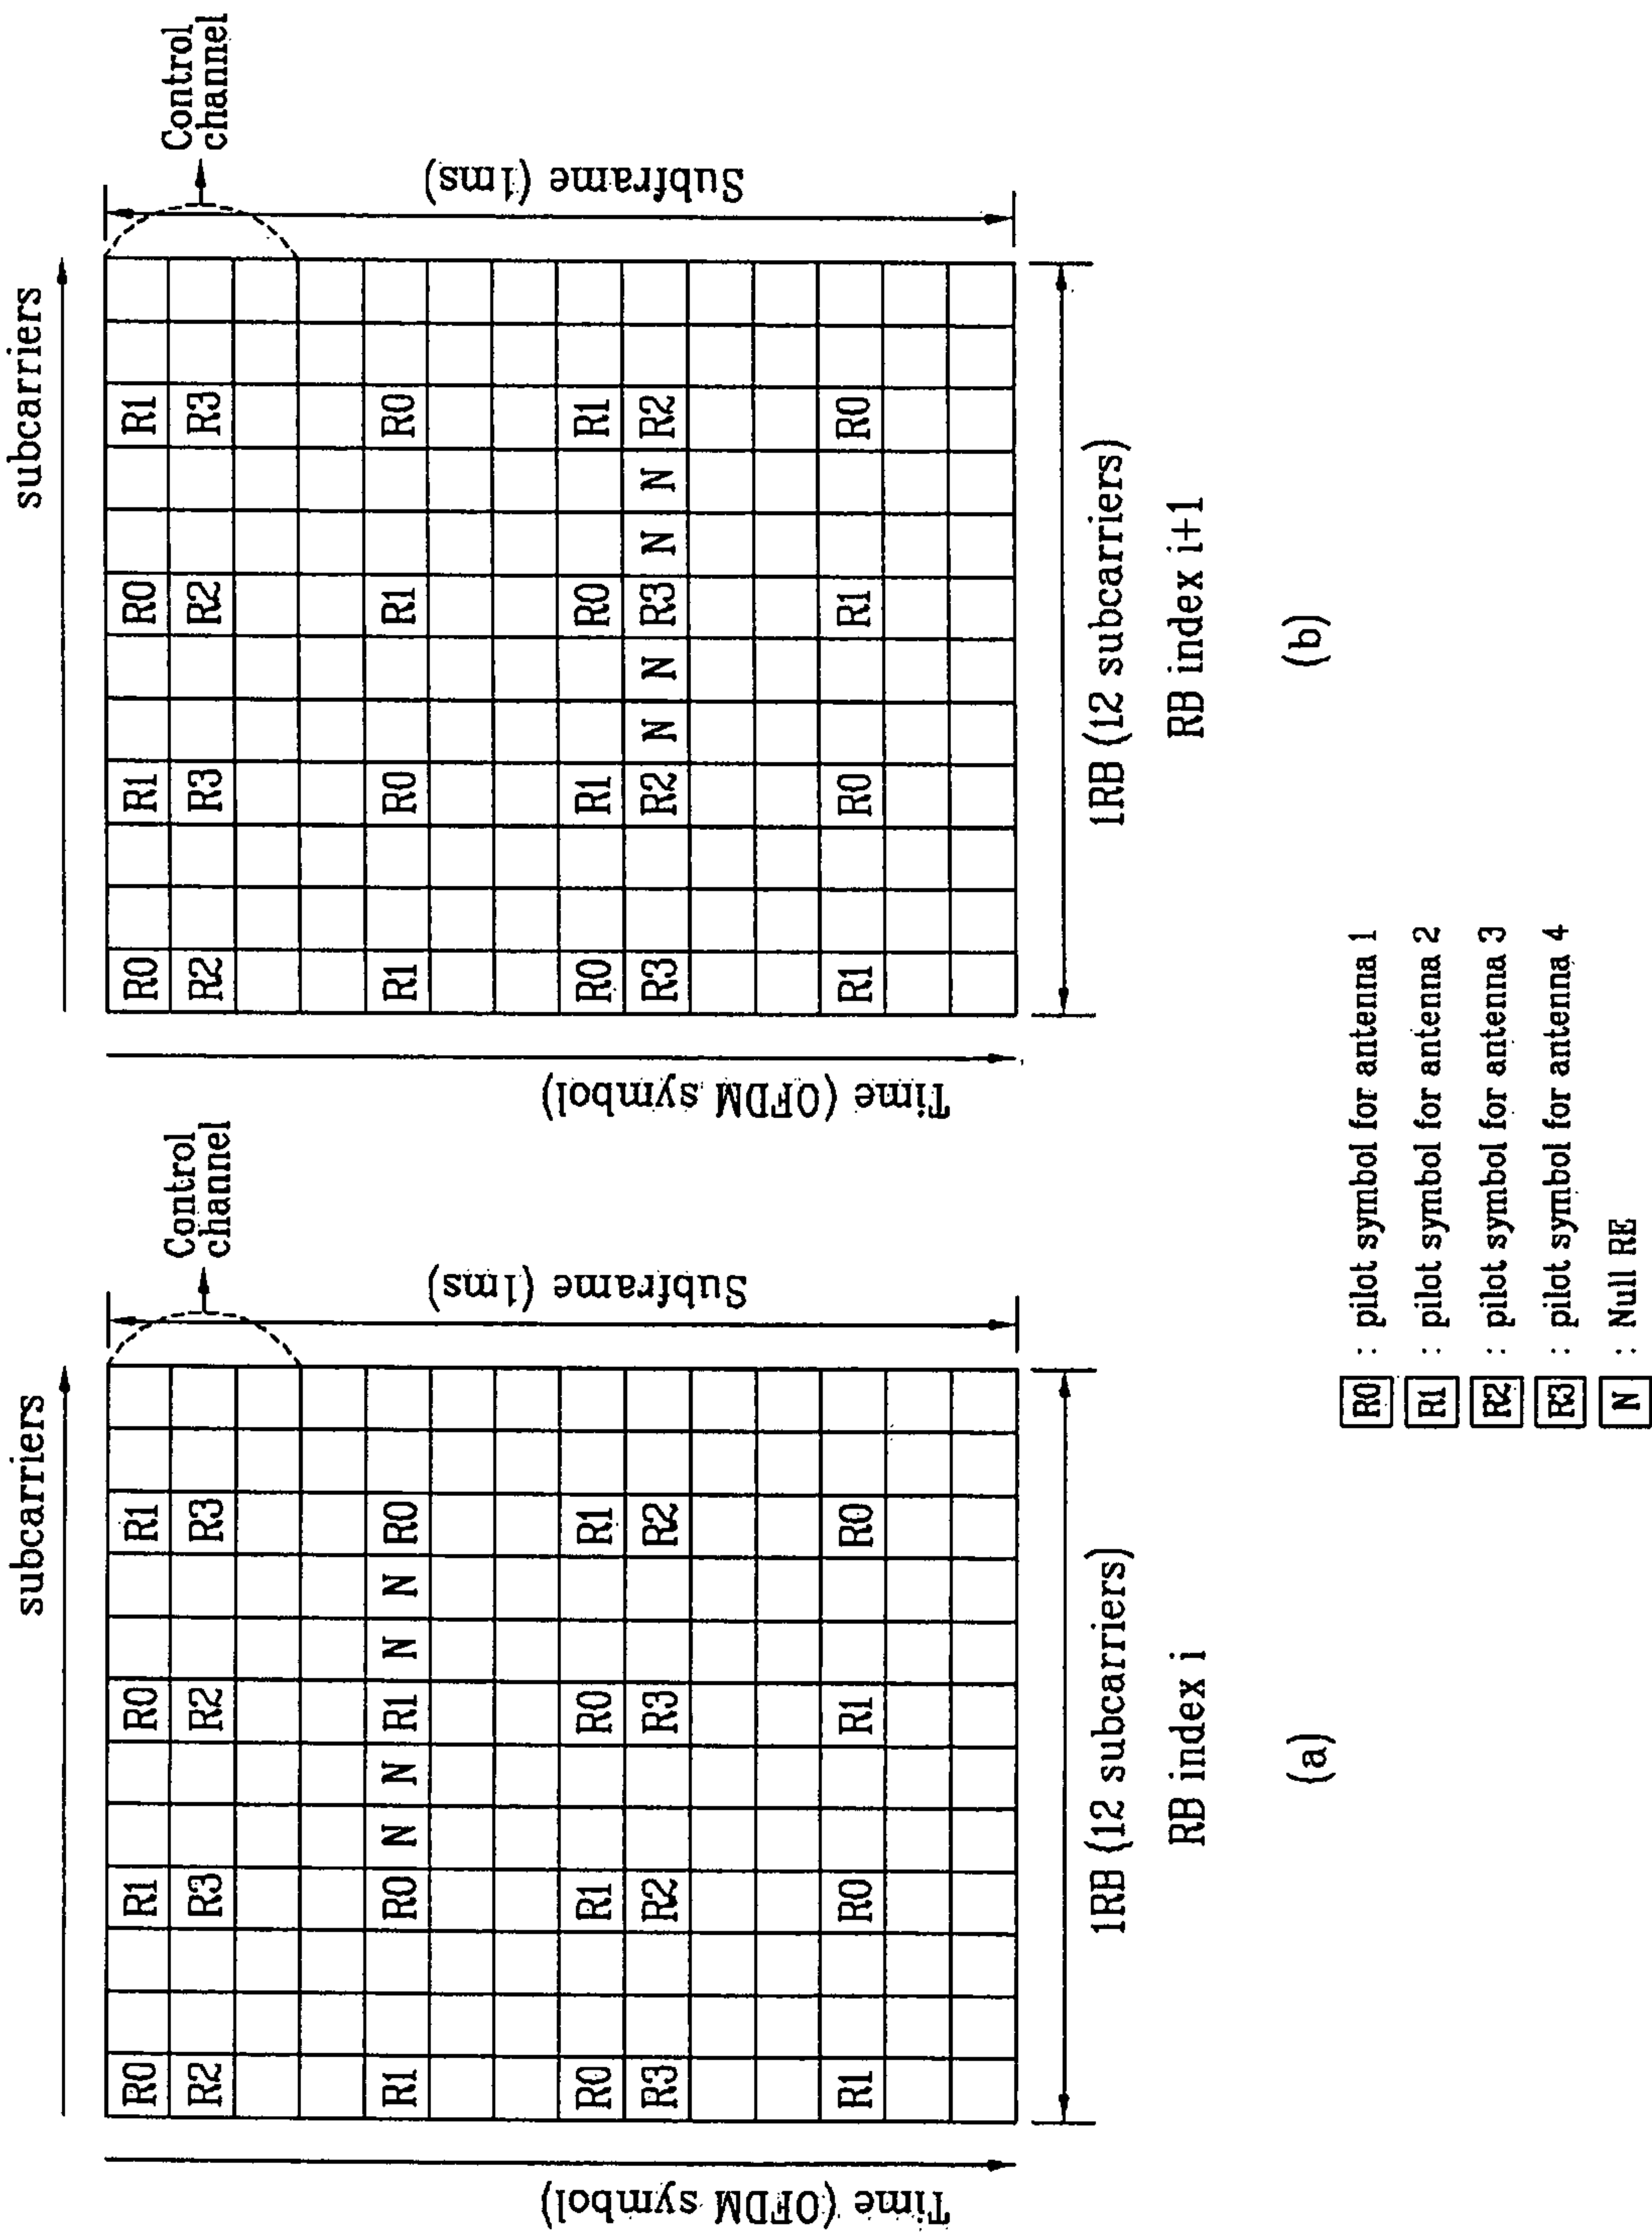 subcarriers
Time (OFDM symbol)
R0 R1 R0 R1
R2 R3 R2 R3
R1 R0 N N R1 N N R0
R0 R1 R0 R1
R3 R2 R3 R2
R1 R0 R1 R0
Control
channel
Subframe (1ms)
1RB (12 subcarriers)
RB index i
(a)
subcarriers
Time (OFDM symbol)
R0 R1 R0 R1
R2 R3 R2 R3
R1 R0 R1 R0
R0 R1 R0 R1
R3 R2 N N R3 N N R2
R1 R0 R1 R0
Control
channel
Subframe (1ms)
1RB (12 subcarriers)
RB index i+1
(b)
R0 : pilot symbol for antenna 1
R1 : pilot symbol for antenna 2
R2 : pilot symbol for antenna 3
R3 : pilot symbol for antenna 4
N : Null RE